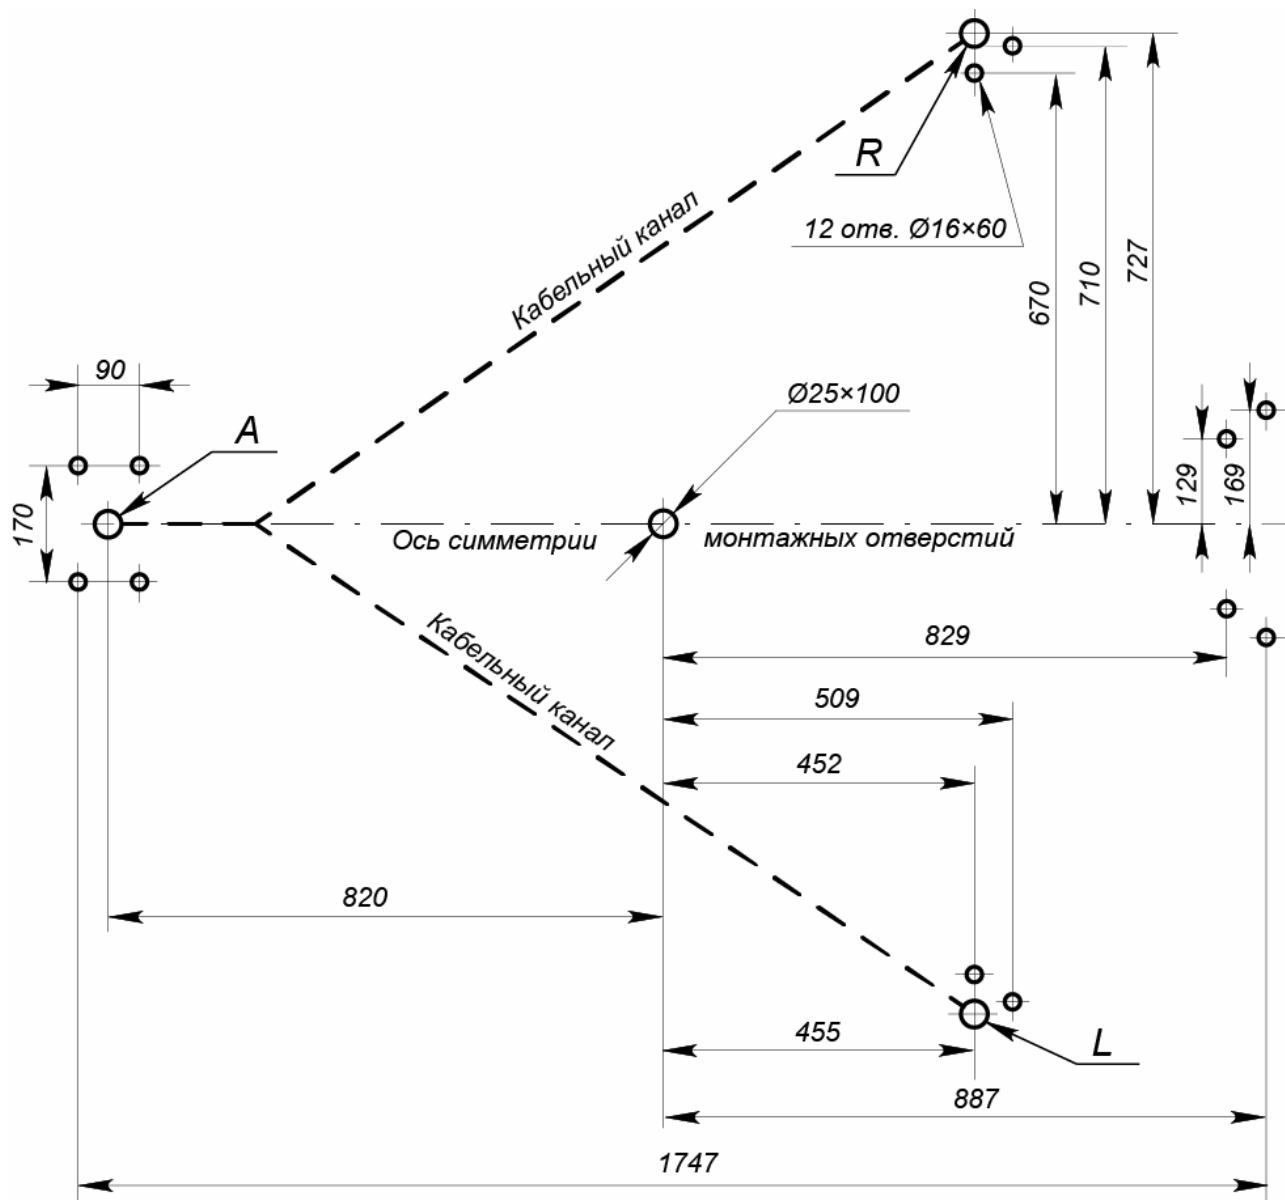 R
12 отв. Ø16×60
Кабельный канал
670
710
727
90
Ø25×100
A
170
129
169
Ось симметрии
монтажных отверстий
Кабельный канал
829
509
452
820
455
L
887
1747